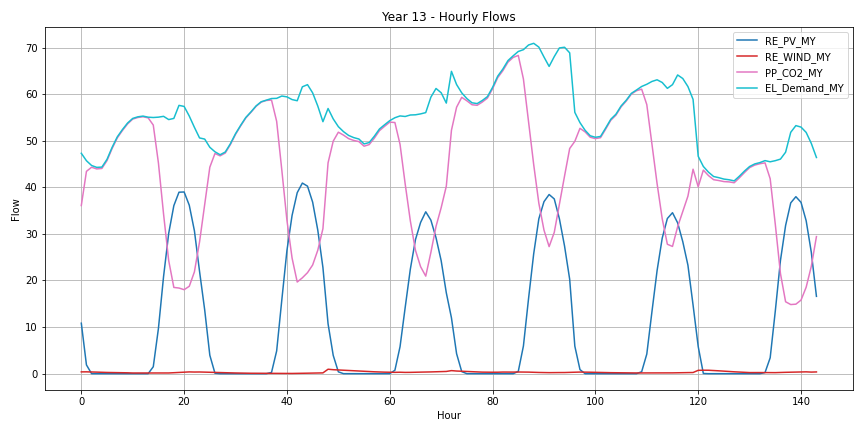 Year 13 - Hourly Flows
RE_PV_MY
RE_WIND_MY
PP_CO2_MY
EL_Demand_MY
Flow
70
60
50
40
30
20
10
0
0 20 40 60 80 100 120 140
Hour